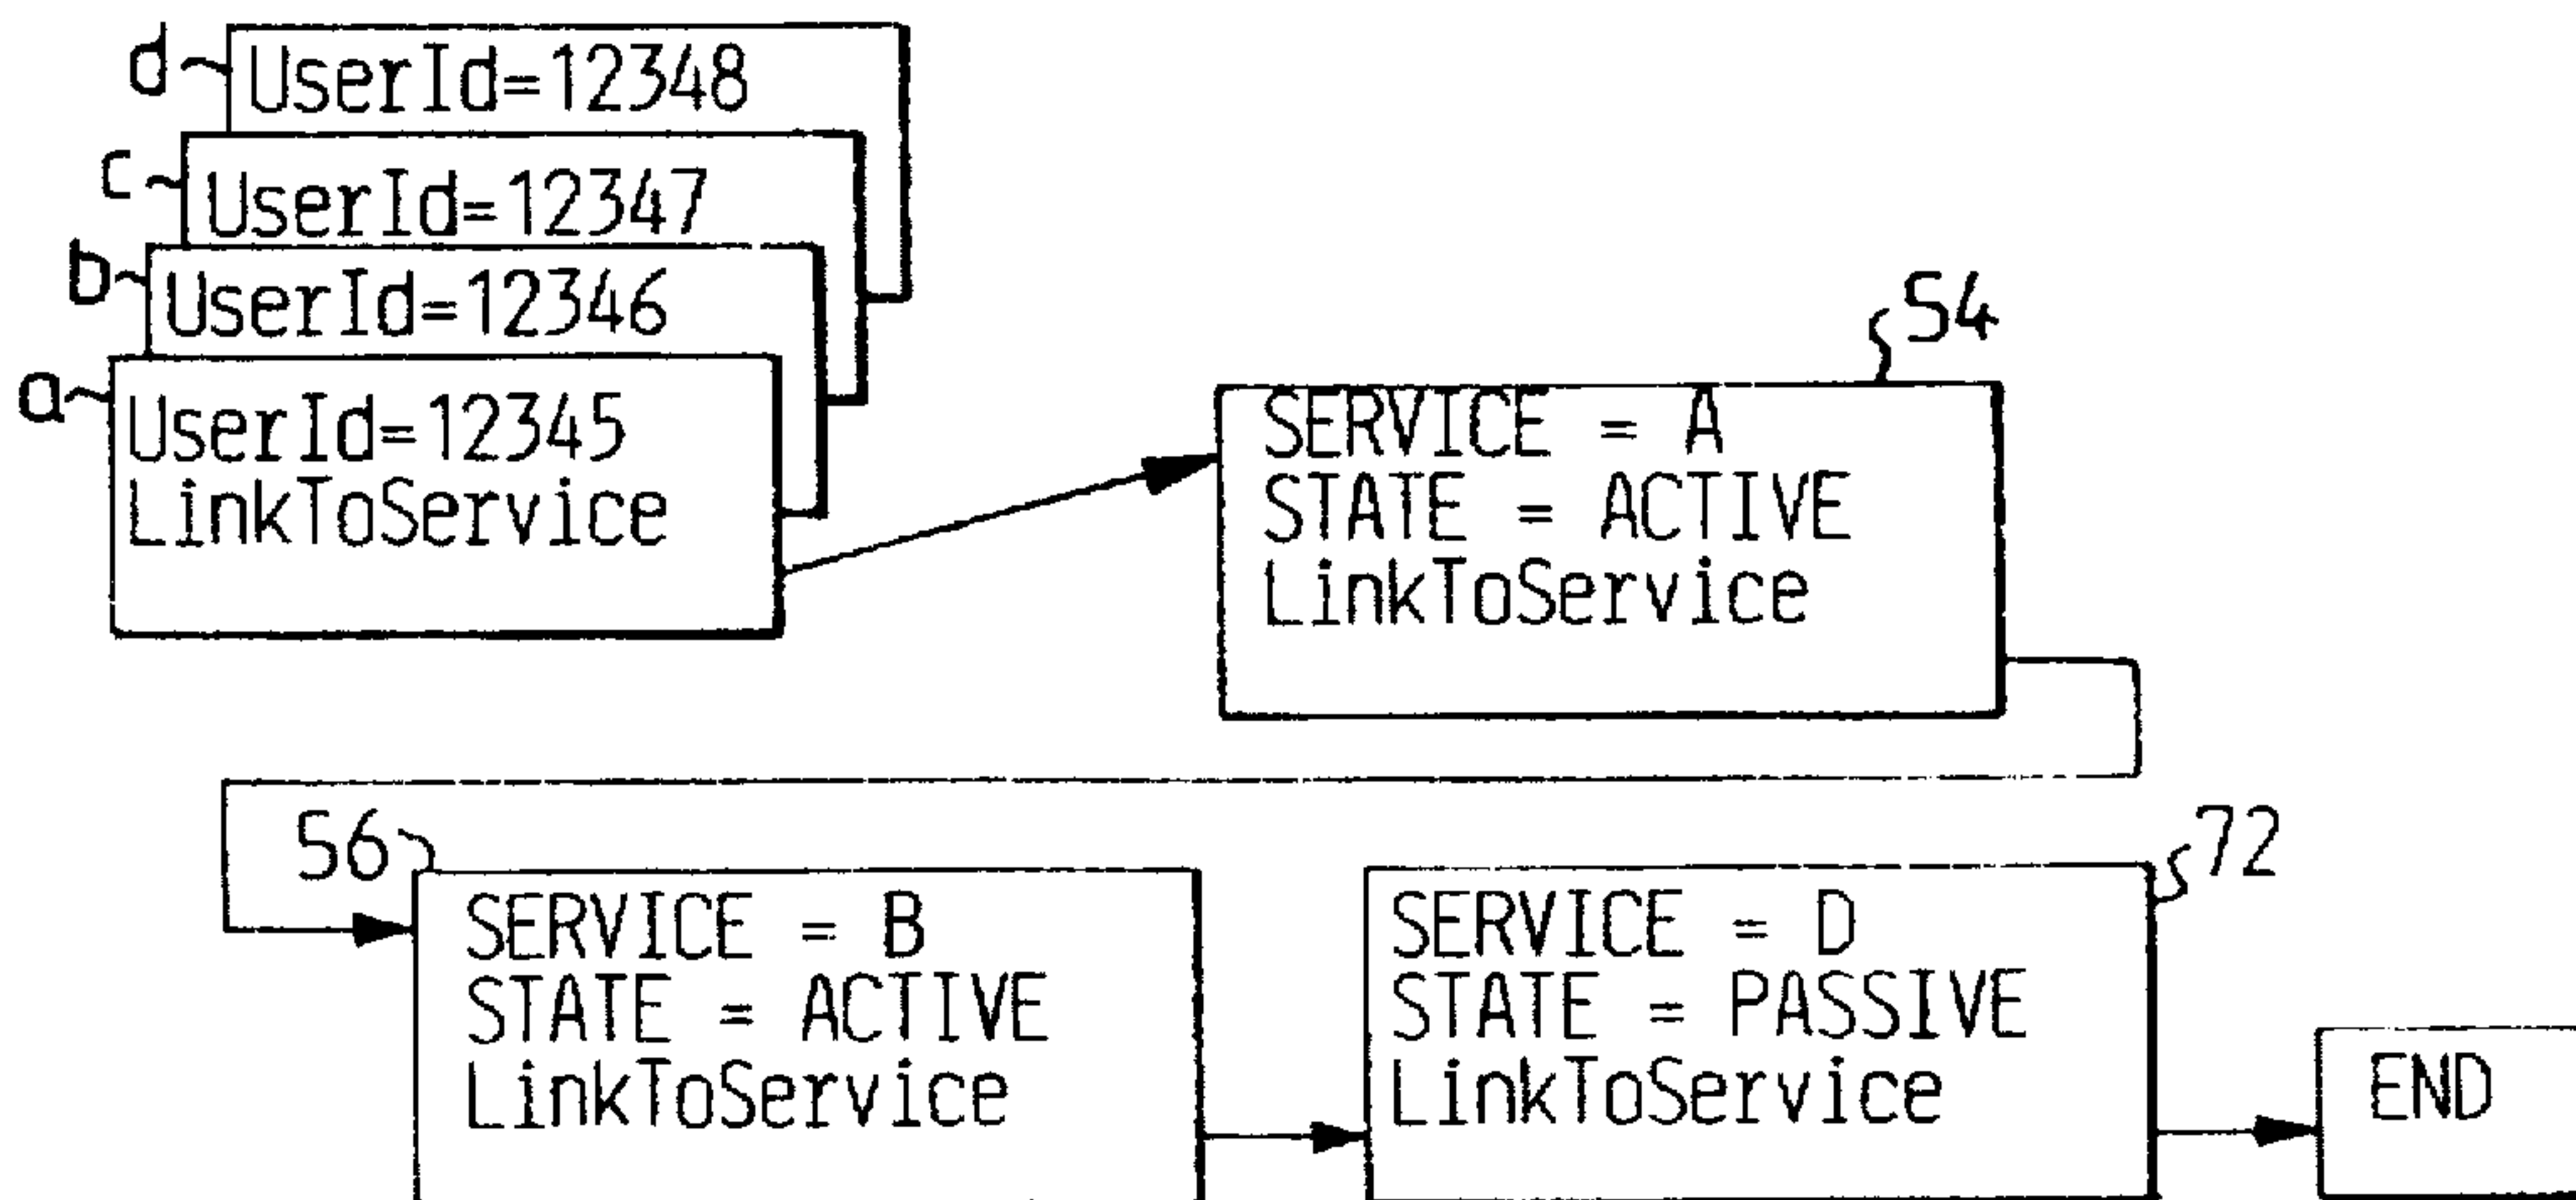 d
UserId=12348
c
UserId=12347
b
UserId=12346
a
UserId=12345
LinkToService
54
SERVICE = A
STATE = ACTIVE
LinkToService
56
SERVICE = B
STATE = ACTIVE
LinkToService
72
SERVICE = D
STATE = PASSIVE
LinkToService
END